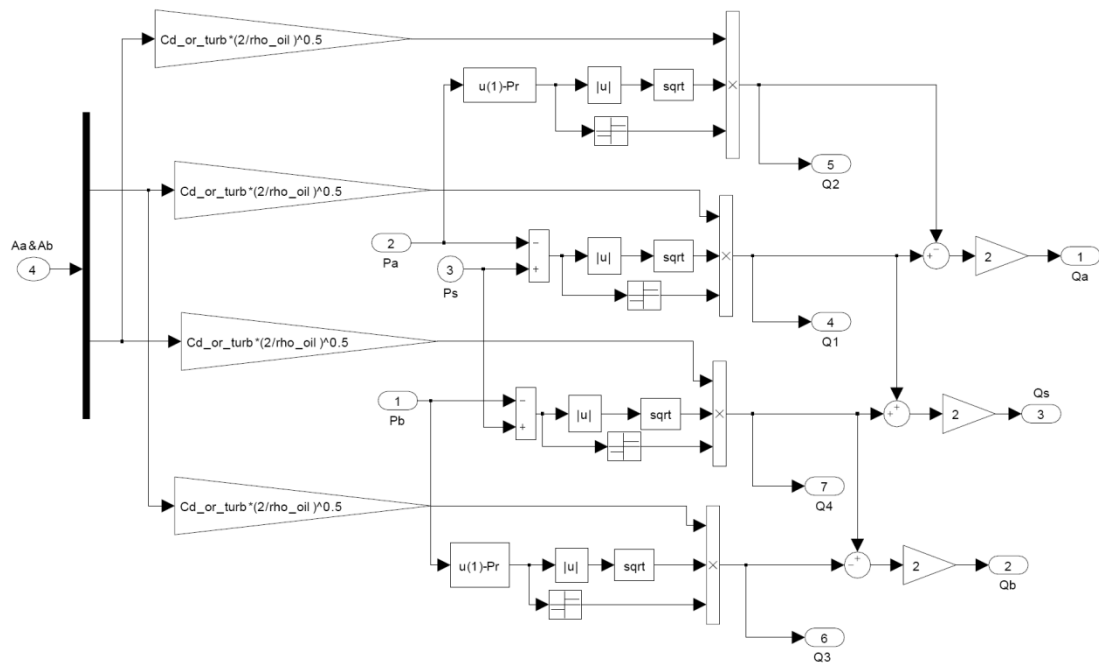 Cd_or_turb*(2/rho_oil )^0.5
u(1)-Pr
|u|
sqrt
×
5
Q2
Cd_or_turb*(2/rho_oil )^0.5
Aa&Ab
4
2
Pa
3
Ps
−
+
|u|
sqrt
×
4
Q1
−
+
2
1
Qa
Cd_or_turb*(2/rho_oil )^0.5
1
Pb
−
+
|u|
sqrt
×
7
Q4
+
+
2
Qs
3
Cd_or_turb*(2/rho_oil )^0.5
u(1)-Pr
|u|
sqrt
×
6
Q3
+
−
2
2
Qb